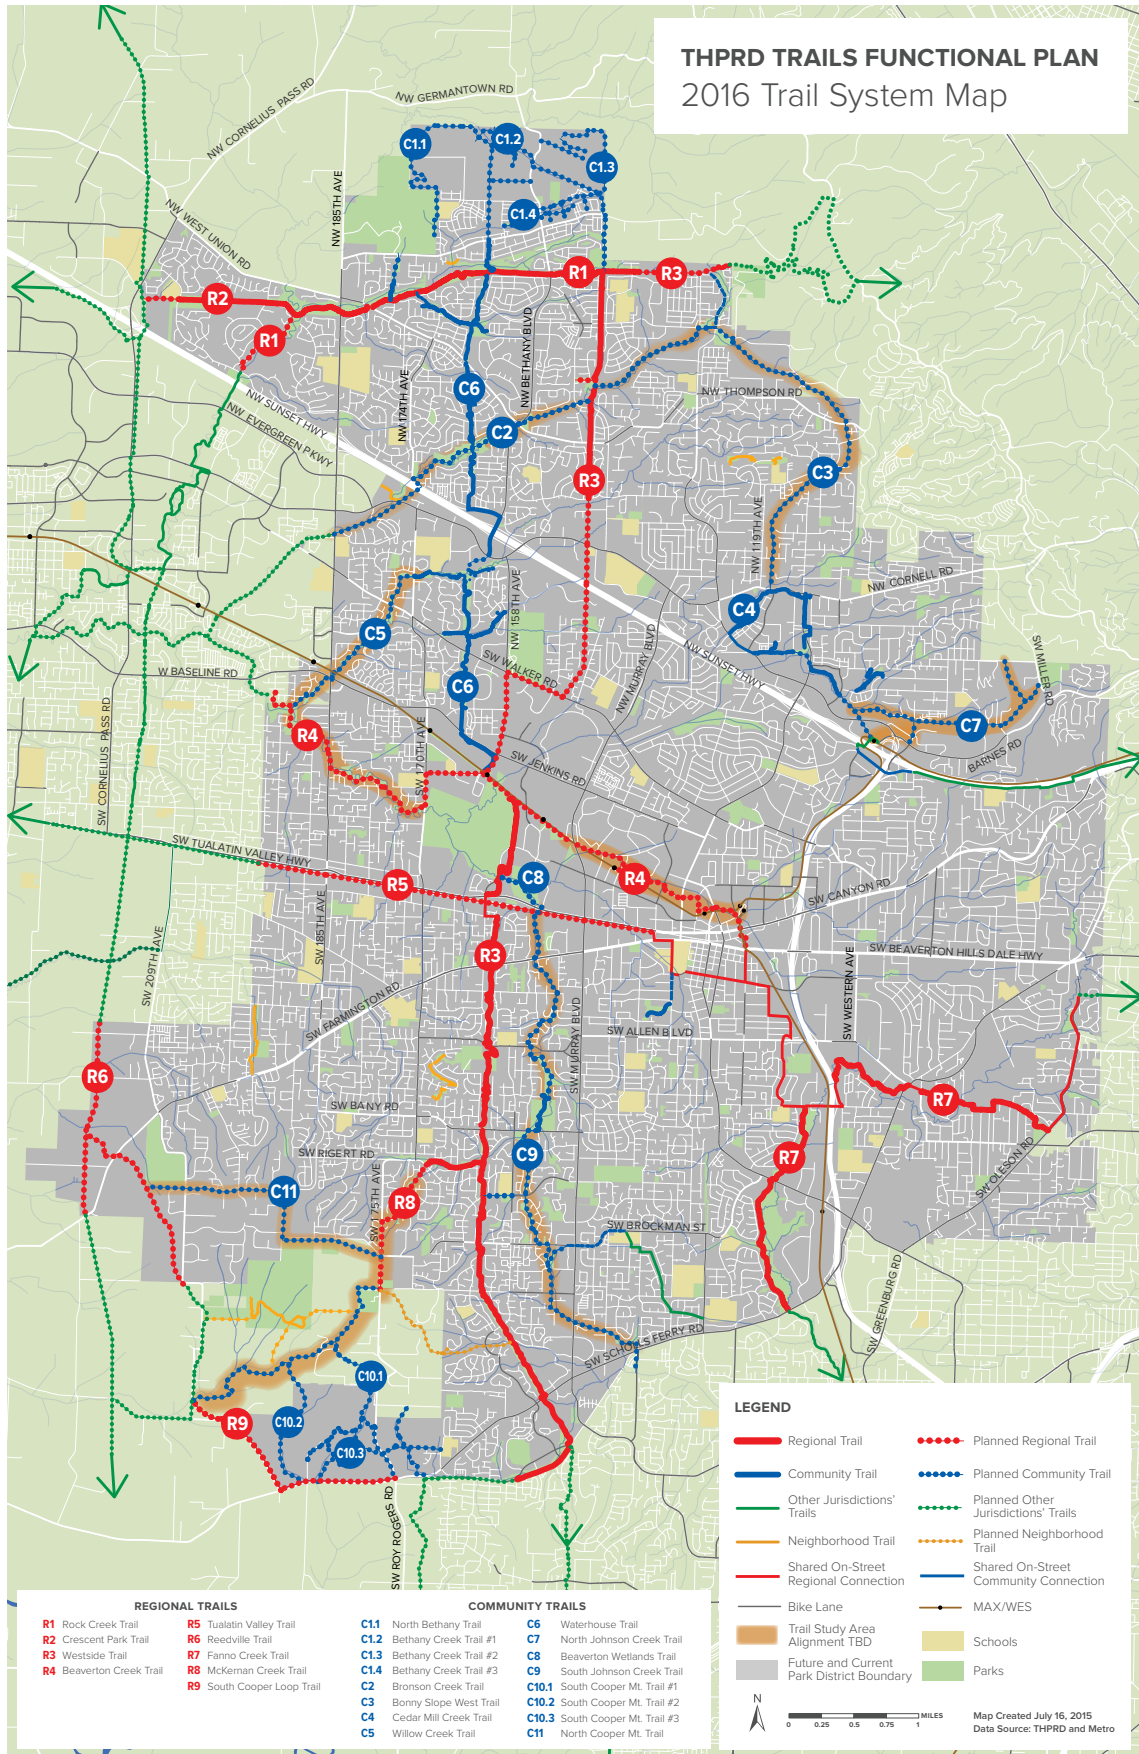 THPRD TRAILS FUNCTIONAL PLAN
2016 Trail System Map
NW GERMANTOWN RD
NW CORNELIUS PASS RD
C1.1
C1.2
C1.3
C1.4
NW 185TH AVE
NW WEST UNION RD
R1
R3
R2
R1
NW BETHANY BLVD
NW 174TH AVE
C6
NW THOMPSON RD
NW SUNSET HWY
NW EVERGREEN PKWY
C2
C3
R3
NW 119TH AVE
NW CORNELL RD
NW 158TH AVE
C4
C5
NW MURRAY BLVD
NW SUNSET HWY
SW MILLER RD
SW WALKER RD
W BASELINE RD
C6
SW CORNELIUS PASS RD
C7
R4
SW 170TH AVE
BARNES RD
SW JENKINS RD
SW TUALATIN VALLEY HWY
C8
R4
R5
SW CANYON RD
SW 185TH AVE
SW 209TH AVE
R3
SW BEAVERTON HILLS DALE HWY
SW WESTERN AVE
SW FARMINGTON RD
SW MURRAY BLVD
SW ALLEN B LVD
R6
R7
SW BANY RD
SW RIGERT RD
C9
R7
SW OLESON RD
C11
SW 175TH AVE
R8
SW BROCKMAN ST
SW GREENBURG RD
SW SCHOLLS FERRY RD
C10.1
C10.2
R9
C10.3
SW ROY ROGERS RD
LEGEND
Regional Trail
Planned Regional Trail
Community Trail
Planned Community Trail
Other Jurisdictions'
Trails
Planned Other
Jurisdictions' Trails
Neighborhood Trail
Planned Neighborhood
Trail
Shared On-Street
Regional Connection
Shared On-Street
Community Connection
Bike Lane
MAX/WES
Trail Study Area
Alignment TBD
Schools
Future and Current
Park District Boundary
Parks
N
0 0.25 0.5 0.75 1 MILES
Map Created July 16, 2015
Data Source: THPRD and Metro
REGIONAL TRAILS
R1 Rock Creek Trail
R2 Crescent Park Trail
R3 Westside Trail
R4 Beaverton Creek Trail
R5 Tualatin Valley Trail
R6 Reedville Trail
R7 Fanno Creek Trail
R8 McKernan Creek Trail
R9 South Cooper Loop Trail
COMMUNITY TRAILS
C1.1 North Bethany Trail
C1.2 Bethany Creek Trail #1
C1.3 Bethany Creek Trail #2
C1.4 Bethany Creek Trail #3
C2 Bronson Creek Trail
C3 Bonny Slope West Trail
C4 Cedar Mill Creek Trail
C5 Willow Creek Trail
C6 Waterhouse Trail
C7 North Johnson Creek Trail
C8 Beaverton Wetlands Trail
C9 South Johnson Creek Trail
C10.1 South Cooper Mt. Trail #1
C10.2 South Cooper Mt. Trail #2
C10.3 South Cooper Mt. Trail #3
C11 North Cooper Mt. Trail